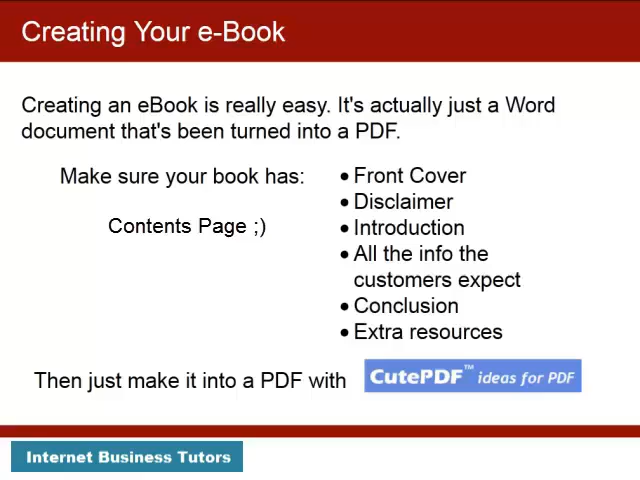 Creating Your e-Book
Creating an eBook is really easy. It's actually just a Word
document that's been turned into a PDF.
Make sure your book has:
Contents Page ;)
• Front Cover
• Disclaimer
• Introduction
• All the info the
customers expect
• Conclusion
• Extra resources
Then just make it into a PDF with
CutePDF™ ideas for PDF
Internet Business Tutors